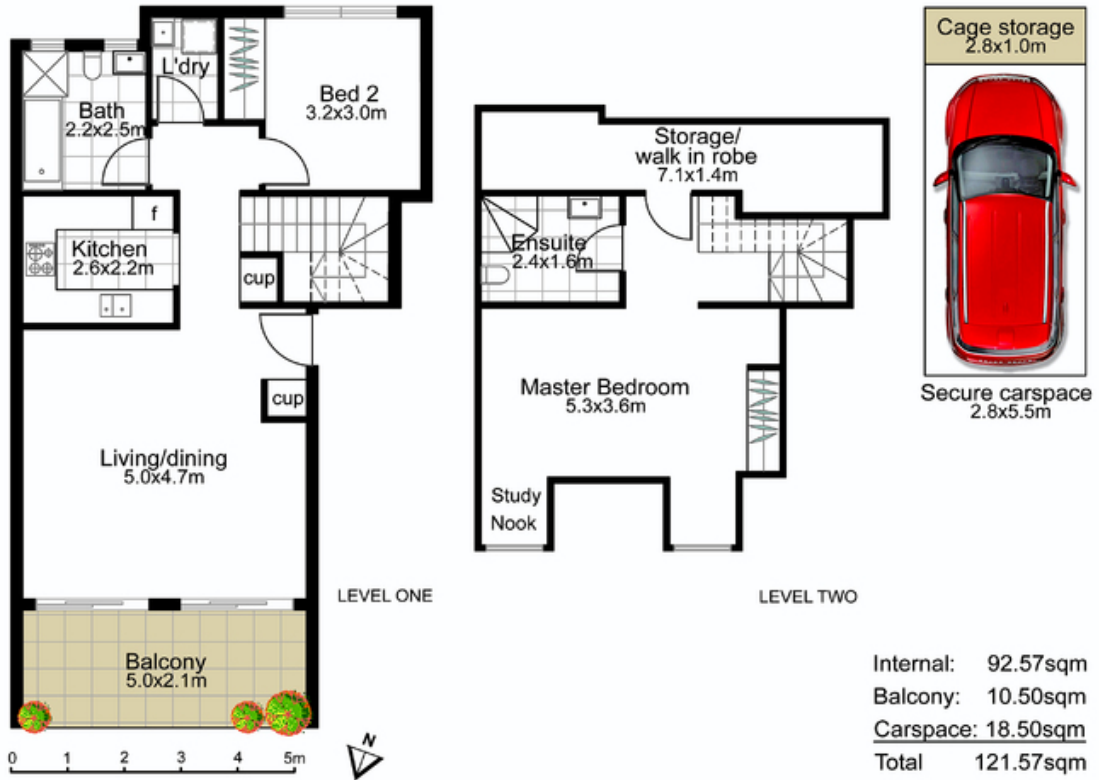 L'dry
Bath
2.2x2.5m
Bed 2
3.2x3.0m
f
Kitchen
2.6x2.2m
cup
cup
Living/dining
5.0x4.7m
Balcony
5.0x2.1m
LEVEL ONE
0 1 2 3 4 5m
N
Storage/
walk in robe
7.1x1.4m
Ensuite
2.4x1.6m
Master Bedroom
5.3x3.6m
Study
Nook
LEVEL TWO
Cage storage
2.8x1.0m
Secure carspace
2.8x5.5m
Internal: 92.57sqm
Balcony: 10.50sqm
Carspace: 18.50sqm
Total 121.57sqm